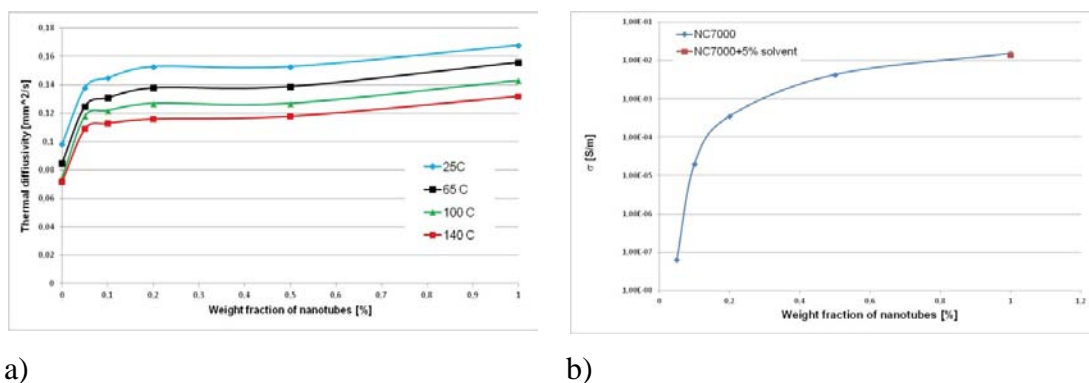 0,18
0,16
0,14
0,12
0,1
0,08
0,06
0,04
0,02
0
Thermal diffiusivity [mm^2/s]
25C
65 C
100 C
140 C
0 0,1 0,2 0,3 0,4 0,5 0,6 0,7 0,8 0,9 1
Weight fraction of nanotubes [%]
a)
1,00E-01
1,00E-02
1,00E-03
1,00E-04
1,00E-05
1,00E-06
1,00E-07
1,00E-08
σ [S/m]
NC7000
NC7000+5% solvent
0 0,2 0,4 0,6 0,8 1 1,2
Weight fraction of nanotubes [%]
b)